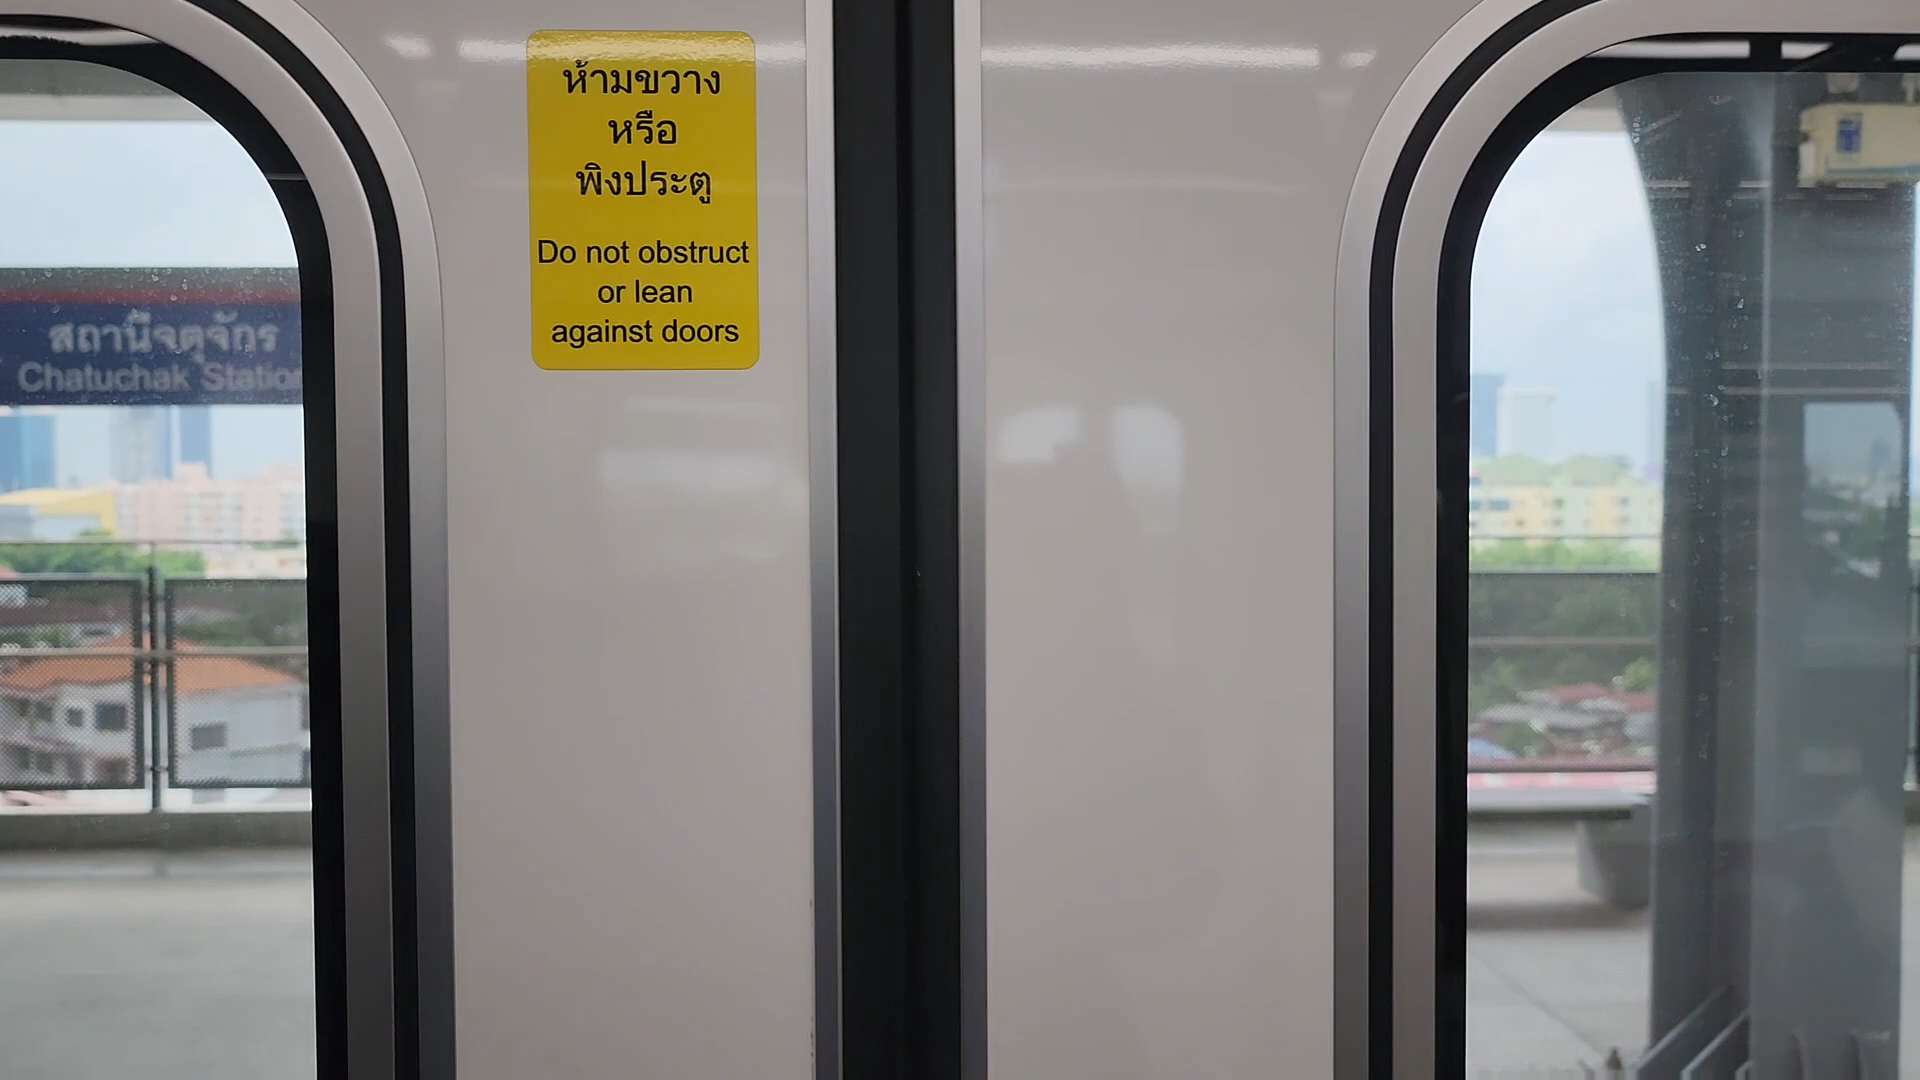 ห้ามขวาง
หรือ
พิงประตู
Do not obstruct
or lean
against doors
สถานีจตุจักร
Chatuchak Station